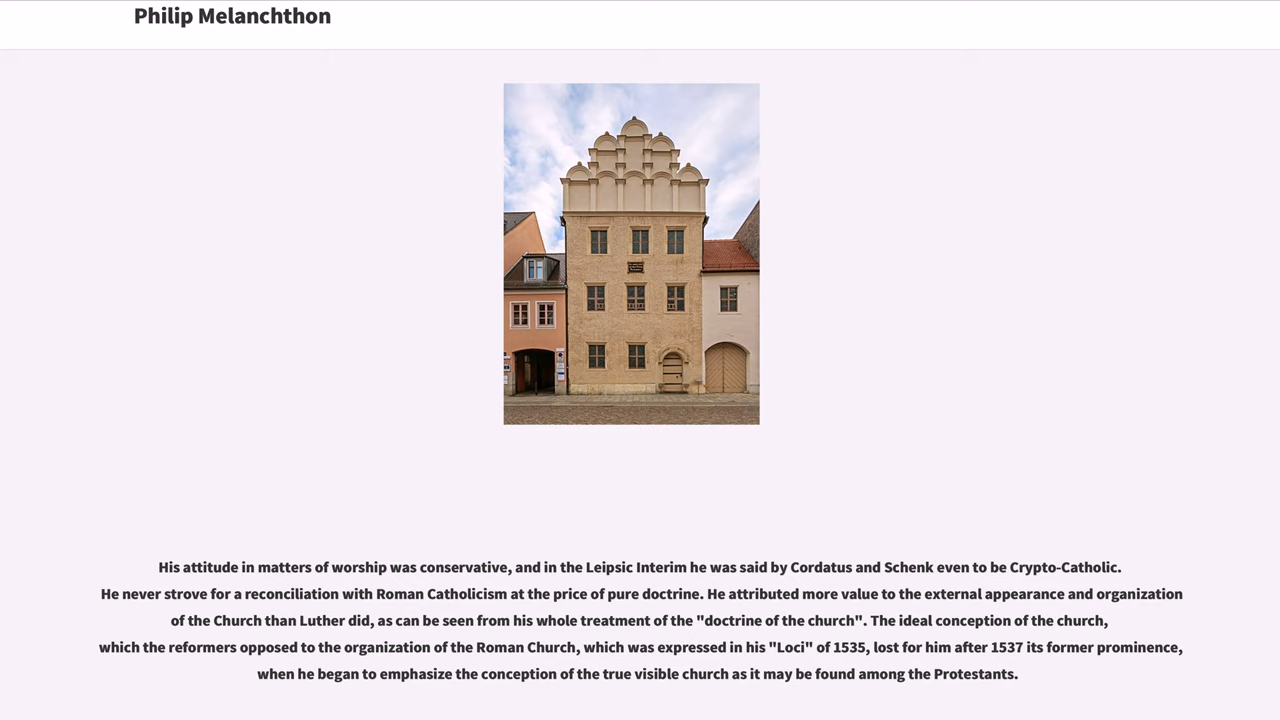 Philip Melanchthon
His attitude in matters of worship was conservative, and in the Leipsic Interim he was said by Cordatus and Schenk even to be Crypto-Catholic.
He never strove for a reconciliation with Roman Catholicism at the price of pure doctrine. He attributed more value to the external appearance and organization
of the Church than Luther did, as can be seen from his whole treatment of the "doctrine of the church". The ideal conception of the church,
which the reformers opposed to the organization of the Roman Church, which was expressed in his "Loci" of 1535, lost for him after 1537 its former prominence,
when he began to emphasize the conception of the true visible church as it may be found among the Protestants.